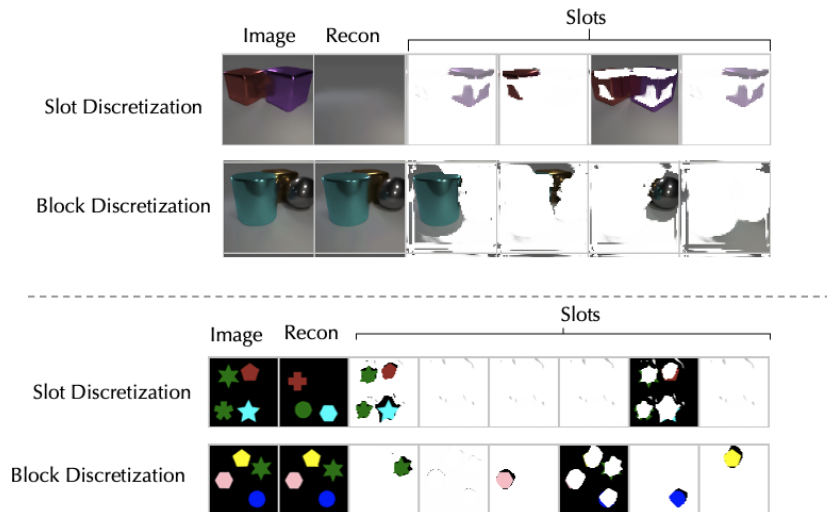 Slots
Image Recon
Slot Discretization
Block Discretization
Slots
Image Recon
Slot Discretization
Block Discretization